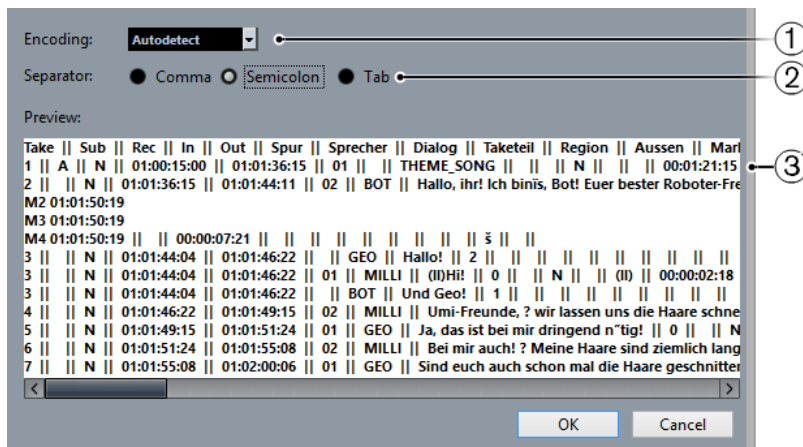 Encoding: Autodetect 1
Separator: Comma Semicolon Tab 2
Preview:
Take || Sub || Rec || In || Out || Spur || Sprecher || Dialog || Taketeil || Region || Aussen || Marl
1 || A || N || 01:00:15:00 || 01:01:36:15 || 01 || || THEME_SONG || || || N || || || 00:01:21:15 3
2 || || N || 01:01:36:15 || 01:01:44:11 || 02 || BOT || Hallo, ihr! Ich binïs, Bot! Euer bester Roboter-Fre
M2 01:01:50:19
M3 01:01:50:19
M4 01:01:50:19 || || 00:00:07:21 || || || || || || || || š || ||
3 || || N || 01:01:44:04 || 01:01:46:22 || || GEO || Hallo! || 2 || || || || || || || || || ||
3 || || N || 01:01:44:04 || 01:01:46:22 || 01 || MILLI || (II)Hi! || 0 || || N || || (II) || 00:00:02:18
3 || || N || 01:01:44:04 || 01:01:46:22 || || BOT || Und Geo! || 1 || || || || || || || || ||
4 || || N || 01:01:46:22 || 01:01:49:15 || 02 || MILLI || Umi-Freunde, ? wir lassen uns die Haare schne
5 || || N || 01:01:49:15 || 01:01:51:24 || 01 || GEO || Ja, das ist bei mir dringend n”tig! || 0 || || N
6 || || N || 01:01:51:24 || 01:01:55:08 || 02 || MILLI || Bei mir auch! ? Meine Haare sind ziemlich lang
7 || || N || 01:01:55:08 || 01:02:00:06 || 01 || GEO || Sind euch auch schon mal die Haare geschnitter
OK Cancel